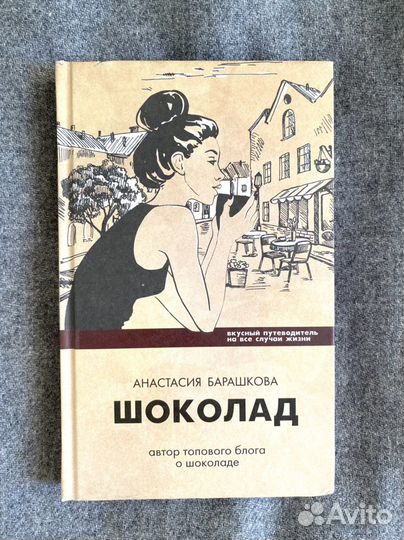 вкусный путеводитель
на все случаи жизни
АНАСТАСИЯ БАРАШКОВА
ШОКОЛАД
автор топового блога
о шоколаде
Avito